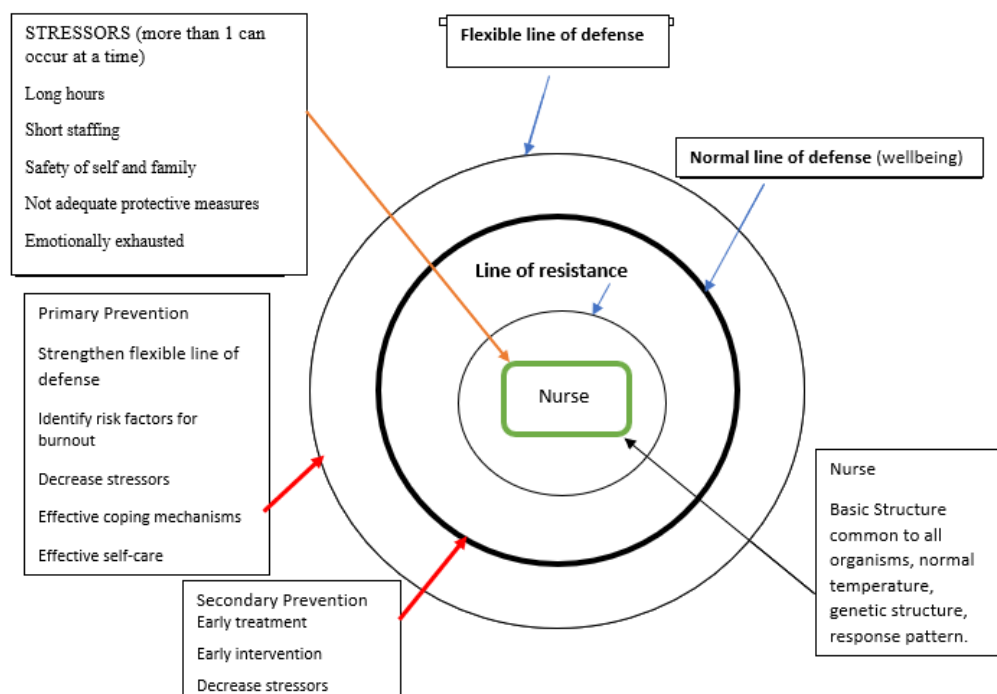 STRESSORS (more than 1 can
occur at a time)
Long hours
Short staffing
Safety of self and family
Not adequate protective measures
Emotionally exhausted
Flexible line of defense
Normal line of defense (wellbeing)
Line of resistance
Nurse
Primary Prevention
Strengthen flexible line of
defense
Identify risk factors for
burnout
Decrease stressors
Effective coping mechanisms
Effective self-care
Secondary Prevention
Early treatment
Early intervention
Decrease stressors
Nurse
Basic Structure
common to all
organisms, normal
temperature,
genetic structure,
response pattern.